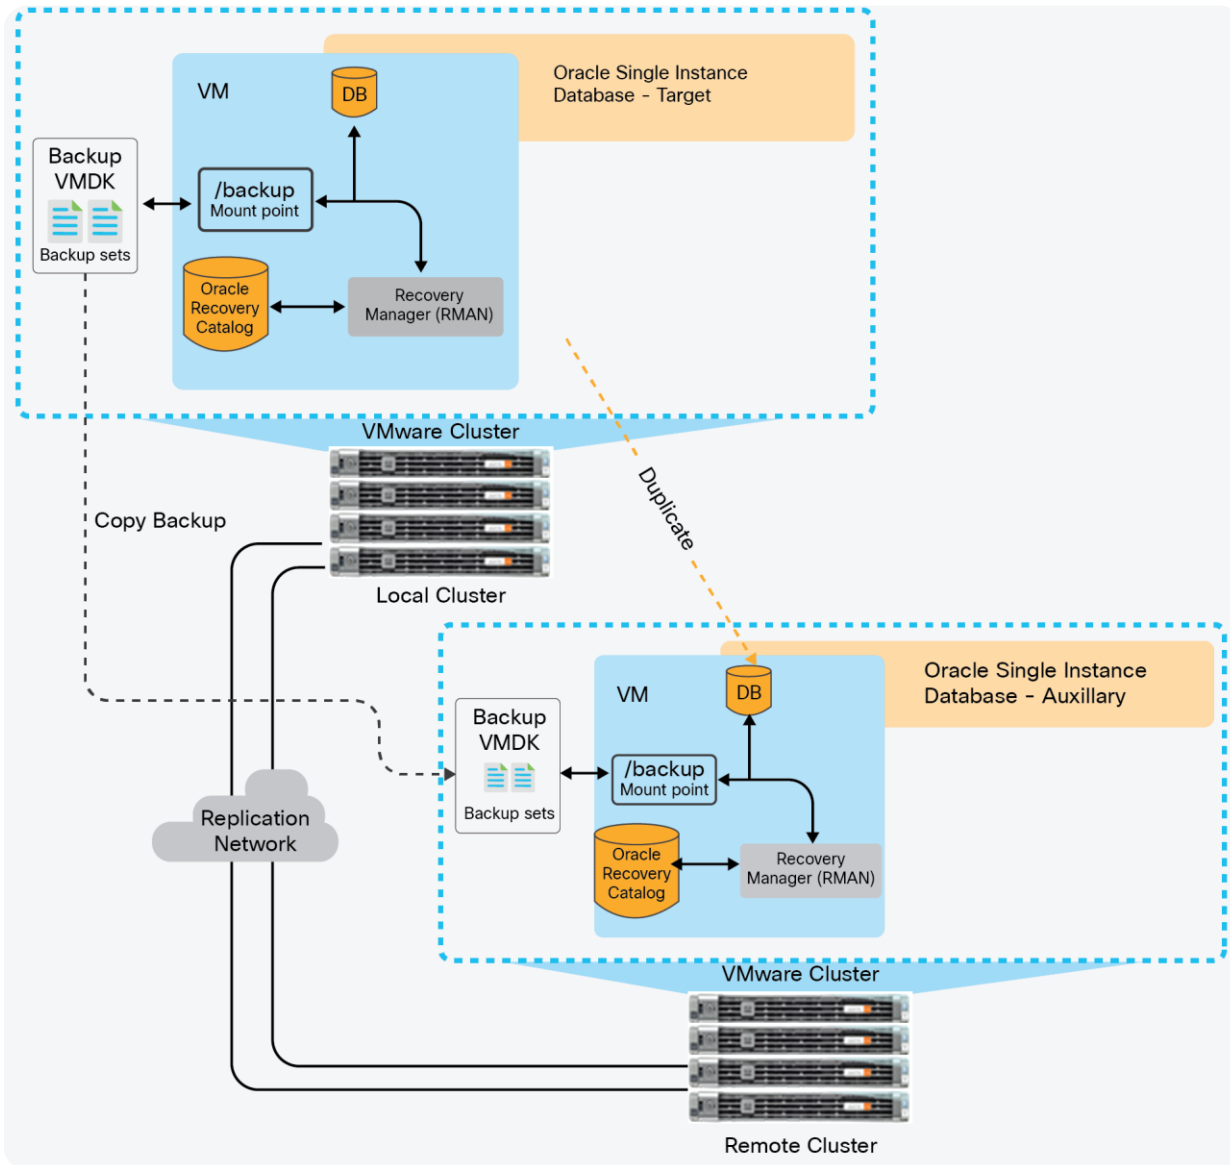 Oracle Single Instance
Database - Target
VM
DB
Backup
VMDK
Backup sets
/backup
Mount point
Oracle
Recovery
Catalog
Recovery
Manager (RMAN)
VMware Cluster
Duplicate
Copy Backup
Local Cluster
Oracle Single Instance
Database - Auxillary
VM
DB
Backup
VMDK
Backup sets
/backup
Mount point
Replication
Network
Oracle
Recovery
Catalog
Recovery
Manager (RMAN)
VMware Cluster
Remote Cluster